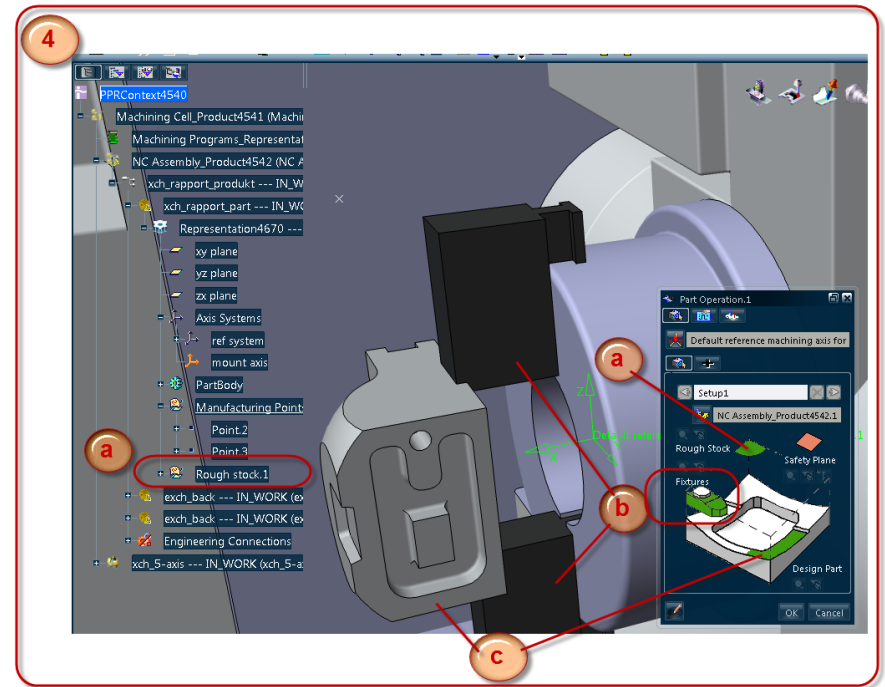 4
PPRContext4540
Machining Cell_Product4541 (Machi
Machining Programs_Representat
NC Assembly_Product4542 (NC A
xch_rapport_produkt --- IN_W
xch_rapport_part --- IN_WO
Representation4670 ---
xy plane
yz plane
zx plane
Axis Systems
ref system
mount axis
PartBody
Manufacturing Points
Point.2
Point.3
a
Rough stock.1
exch_back --- IN_WORK (ex
exch_back --- IN_WORK (ex
Engineering Connections
xch_5-axis --- IN_WORK (xch_5-a
Z
X
b
c
Part Operation.1
Default reference machining axis for
a
Setup1
NC Assembly_Product4542.1
Rough Stock
Safety Plane
Fixtures
Design Part
OK Cancel